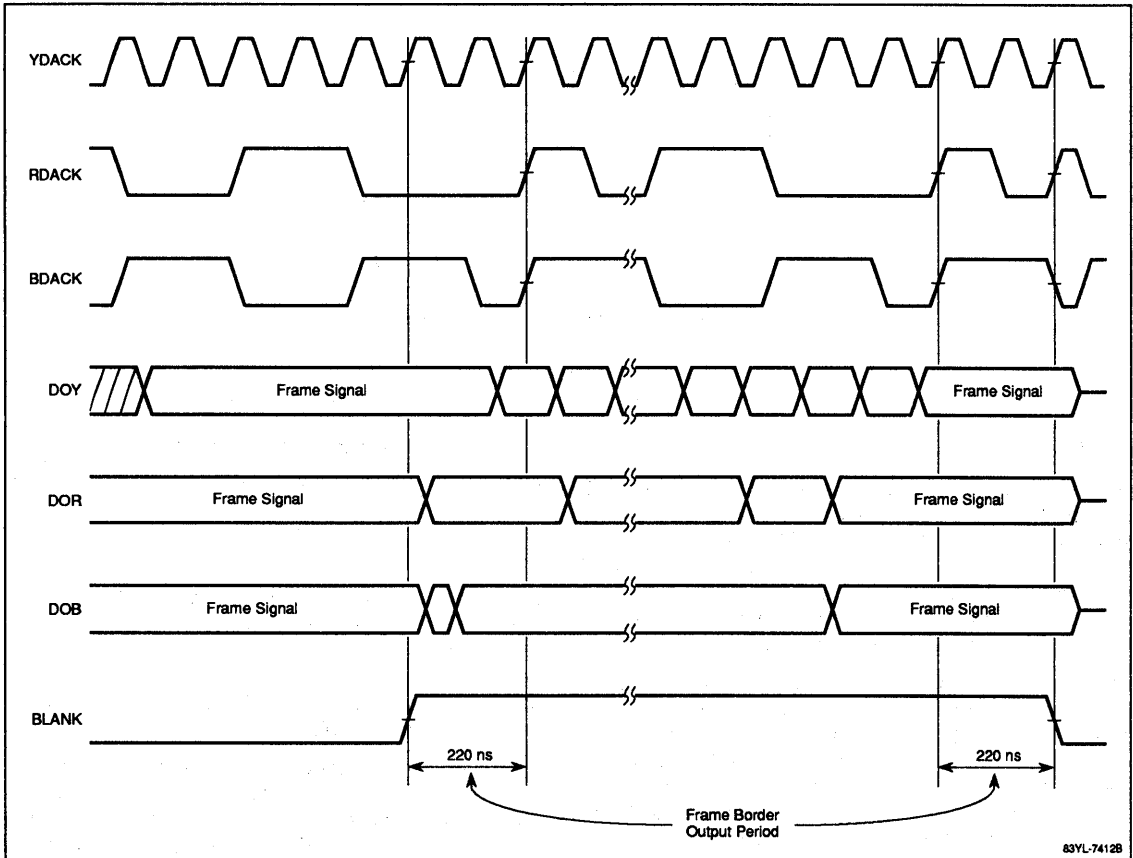 YDACK
RDACK
BDACK
DOY
Frame Signal
Frame Signal
DOR
Frame Signal
Frame Signal
DOB
Frame Signal
Frame Signal
BLANK
220 ns
220 ns
Frame Border
Output Period
83YL-7412B